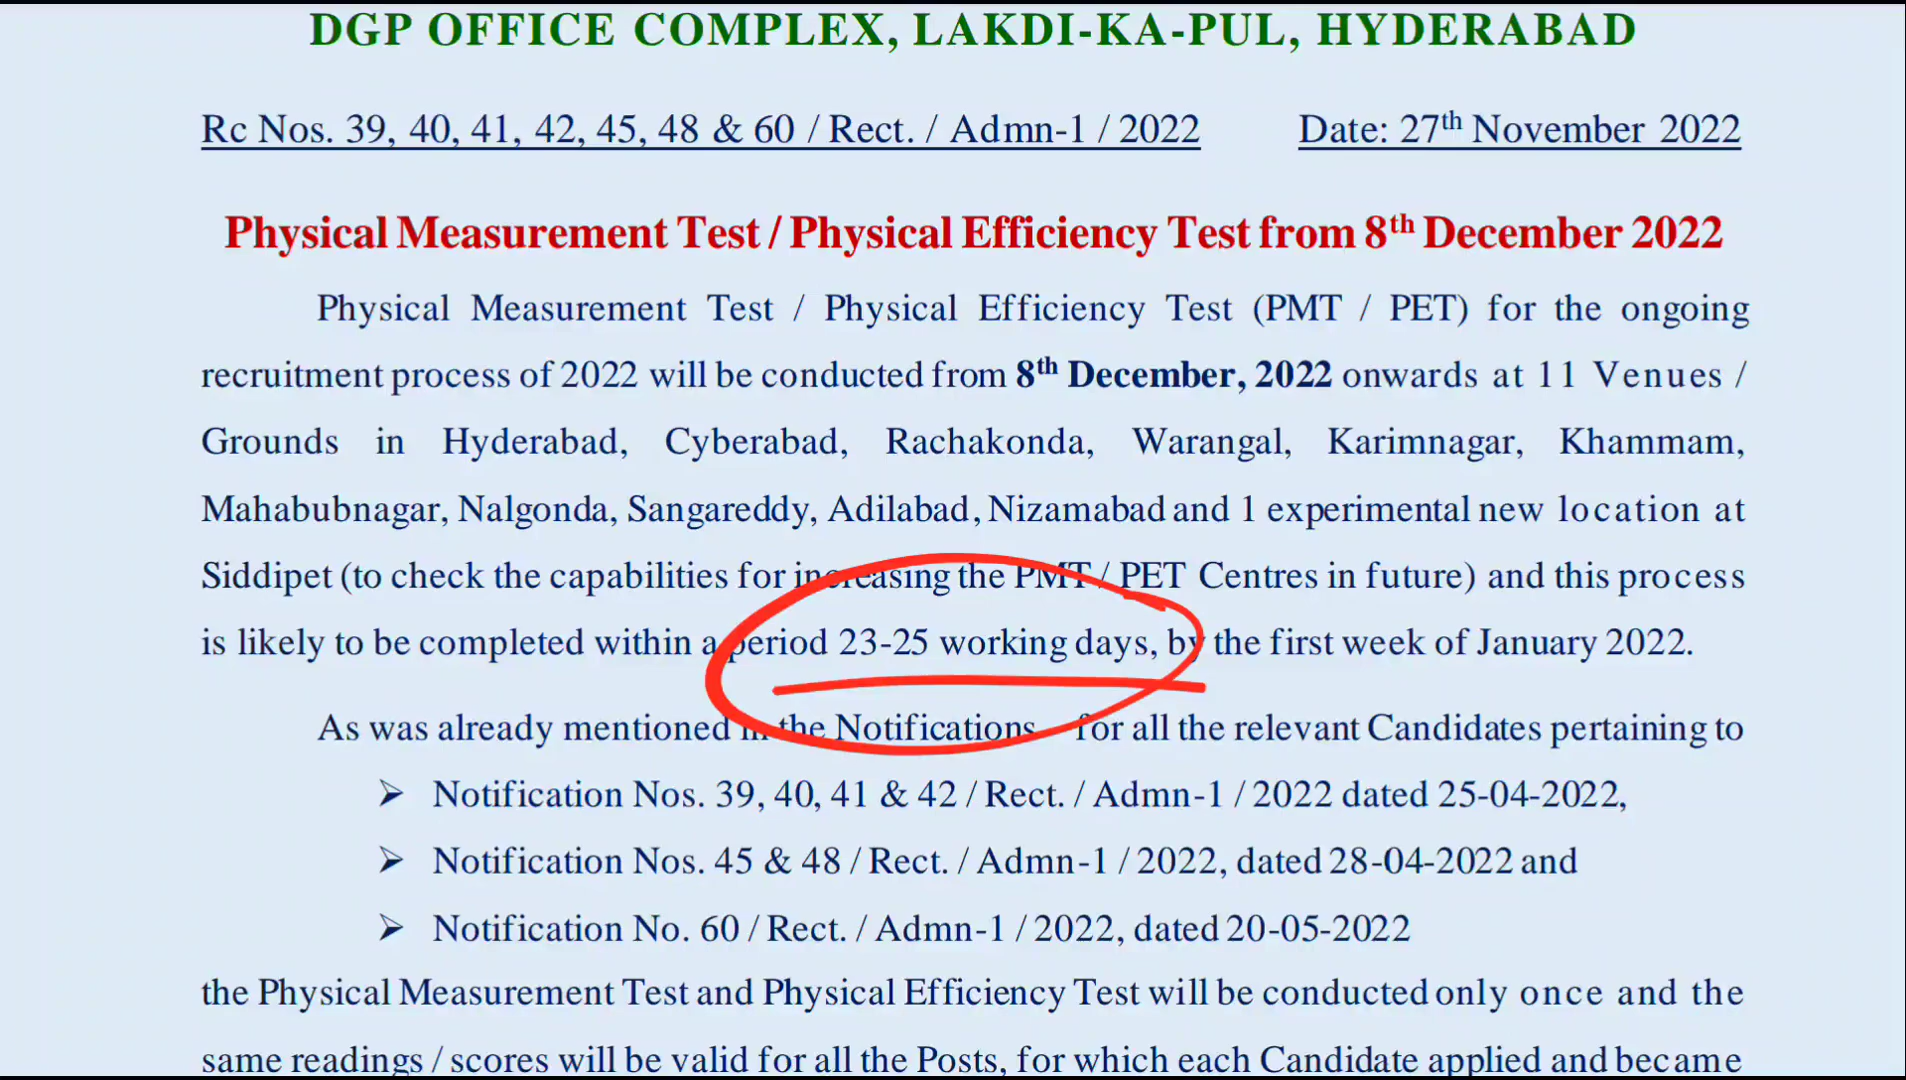 DGP OFFICE COMPLEX, LAKDI-KA-PUL, HYDERABAD
Rc Nos. 39, 40, 41, 42, 45, 48 & 60 / Rect. / Admn-1 / 2022 Date: 27th November 2022
Physical Measurement Test / Physical Efficiency Test from 8th December 2022
Physical Measurement Test / Physical Efficiency Test (PMT / PET) for the ongoing
recruitment process of 2022 will be conducted from 8th December, 2022 onwards at 11 Venues /
Grounds in Hyderabad, Cyberabad, Rachakonda, Warangal, Karimnagar, Khammam,
Mahabubnagar, Nalgonda, Sangareddy, Adilabad, Nizamabad and 1 experimental new location at
Siddipet (to check the capabilities for increasing the PMT / PET Centres in future) and this process
is likely to be completed within a period 23-25 working days, by the first week of January 2022.
As was already mentioned in the Notifications for all the relevant Candidates pertaining to
➢ Notification Nos. 39, 40, 41 & 42 / Rect. / Admn-1 / 2022 dated 25-04-2022,
➢ Notification Nos. 45 & 48 / Rect. / Admn-1 / 2022, dated 28-04-2022 and
➢ Notification No. 60 / Rect. / Admn-1 / 2022, dated 20-05-2022
the Physical Measurement Test and Physical Efficiency Test will be conducted only once and the
same readings / scores will be valid for all the Posts, for which each Candidate applied and became